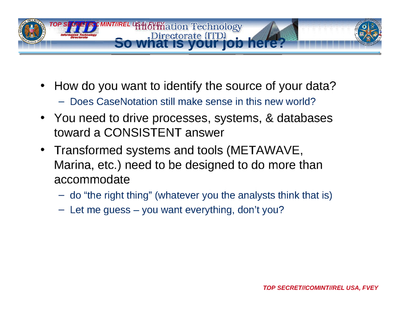 TOP SECRET//COMINT//REL USA, FVEY
Information Technology
Directorate (ITD)
ITD
Information Technology
Directorate
So what is your job here?
• How do you want to identify the source of your data?
– Does CaseNotation still make sense in this new world?
• You need to drive processes, systems, & databases
toward a CONSISTENT answer
• Transformed systems and tools (METAWAVE,
Marina, etc.) need to be designed to do more than
accommodate
– do “the right thing” (whatever you the analysts think that is)
– Let me guess – you want everything, don’t you?
TOP SECRET//COMINT//REL USA, FVEY